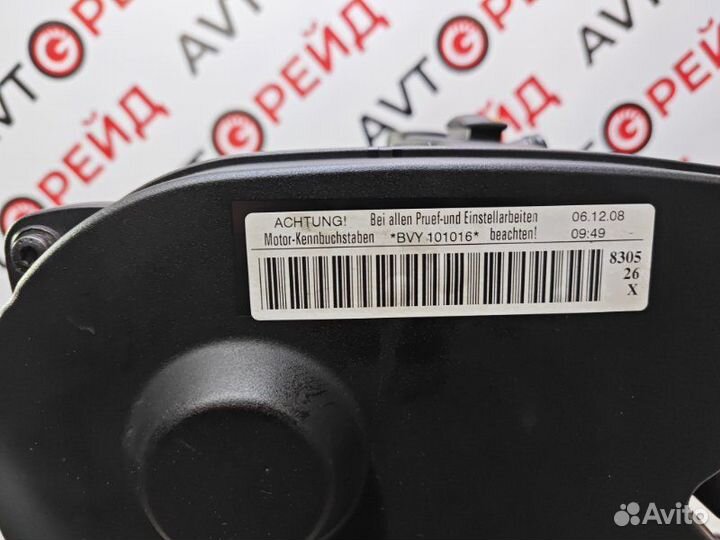 АВТОРЕЙД
АВТОРЕЙД
АВТОРЕЙД
ACHTUNG! Bei allen Pruef-und Einstellarbeiten 06.12.08
Motor-Kennbuchstaben *BVY 101016* beachten! 09:49
8305
26
X
Avito